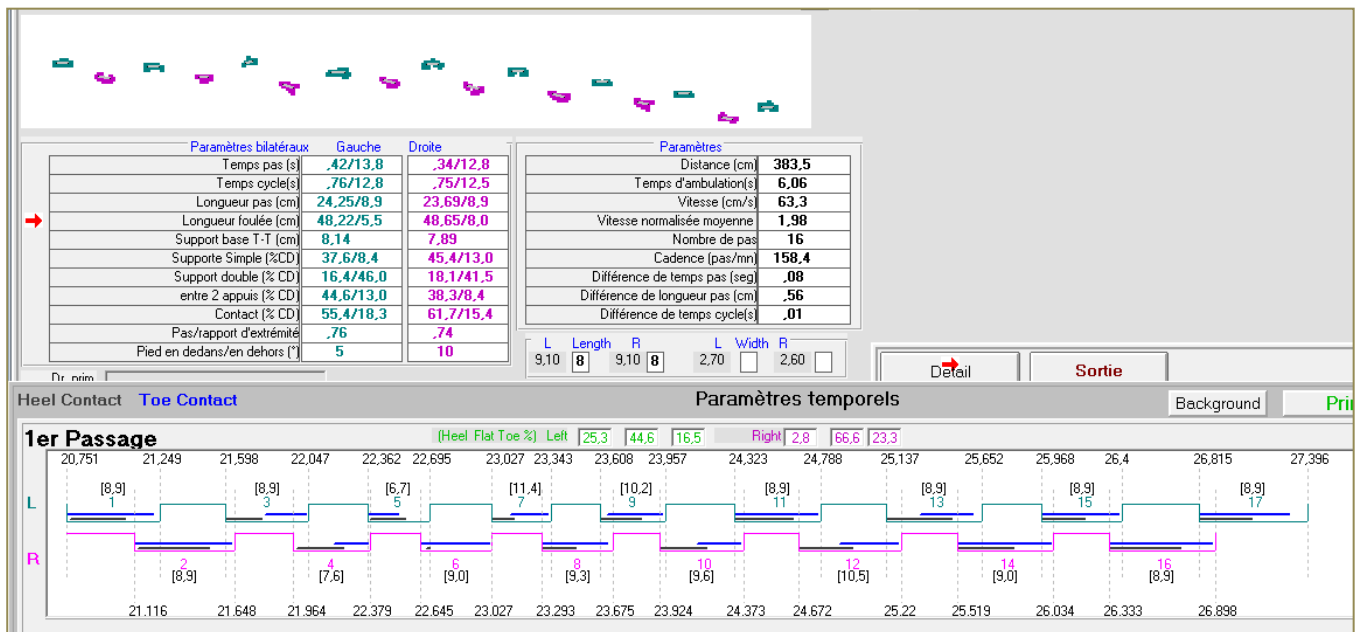 Paramètres bilatéraux Gauche Droite
Temps pas (s) ,42/13,8 ,34/12,8
Temps cycle(s) ,76/12,8 ,75/12,5
Longueur pas (cm) 24,25/8,9 23,69/8,9
Longueur foulée (cm) 48,22/5,5 48,65/8,0
Support base T-T (cm) 8,14 7,89
Supporte Simple (%CD) 37,6/8,4 45,4/13,0
Support double (% CD) 16,4/46,0 18,1/41,5
entre 2 appuis (% CD) 44,6/13,0 38,3/8,4
Contact (% CD) 55,4/18,3 61,7/15,4
Pas/rapport d'extrémité ,76 ,74
Pied en dedans/en dehors (°) 5 10
Paramètres
Distance (cm) 383,5
Temps d'ambulation(s) 6,06
Vitesse (cm/s) 63,3
Vitesse normalisée moyenne 1,98
Nombre de pas 16
Cadence (pas/mn) 158,4
Différence de temps pas (seg) ,08
Différence de longueur pas (cm) ,56
Différence de temps cycle(s) ,01
L Length R L Width R
9,10 8 9,10 8 2,70 2,60
Détail Sortie
Heel Contact Toe Contact Paramètres temporels Background
1er Passage (Heel Flat Toe %) Left 25,3 44,6 16,5 Right 2,8 66,6 23,3
20,751 21,249 21,598 22,047 22,362 22,695 23,027 23,343 23,608 23,957 24,323 24,788 25,137 25,652 25,968 26,4 26,815 27,396
[8,9] [8,9] [6,7] [11,4] [10,2] [8,9] [8,9] [8,9] [8,9]
L 1 3 5 7 9 11 13 15 17
R 2 4 6 8 10 12 14 16
[8,9] [7,6] [9,0] [9,3] [9,6] [10,5] [9,0] [8,9]
21.116 21.648 21.964 22.379 22.645 23.027 23.293 23.675 23.924 24.373 24.672 25.22 25.519 26.034 26.333 26.898